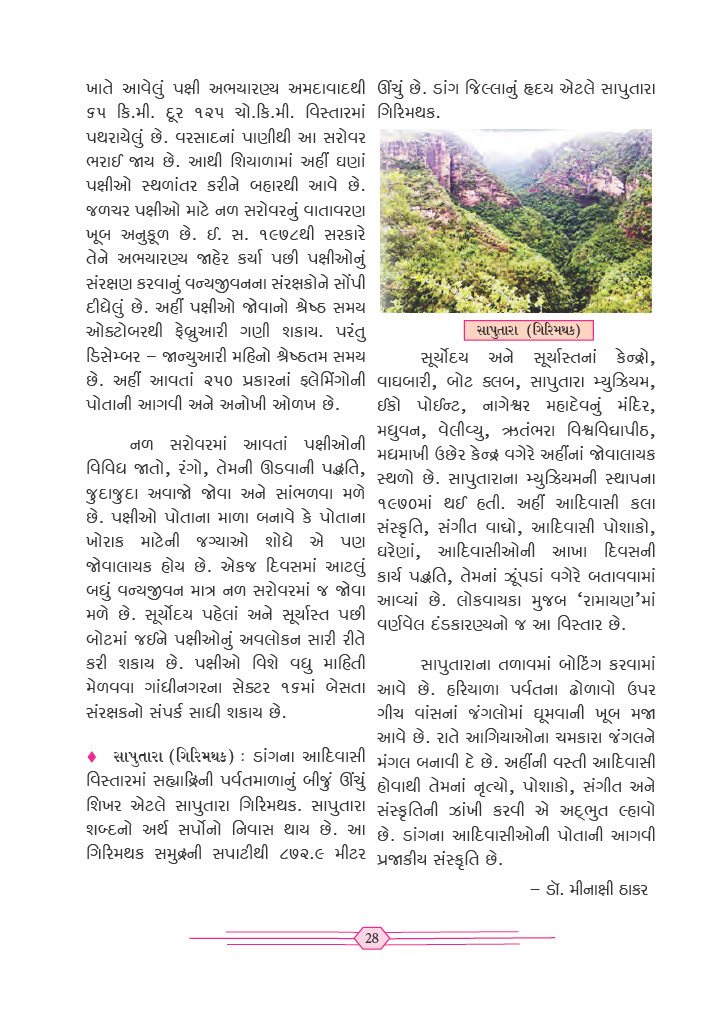 ખાતે આવેલું પક્ષી અભયારણ્ય અમદાવાદથી
૬૫ કિ.મી. દૂર ૧૨૫ ચો.કિ.મી. વિસ્તારમાં
પથરાયેલું છે. વરસાદનાં પાણીથી આ સરોવર
ભરાઈ જાય છે. આથી શિયાળામાં અહીં ઘણાં
પક્ષીઓ સ્થળાંતર કરીને બહારથી આવે છે.
જળચર પક્ષીઓ માટે નળ સરોવરનું વાતાવરણ
ખૂબ અનુકૂળ છે. ઈ. સ. ૧૯૭૮થી સરકારે
તેને અભયારણ્ય જાહેર કર્યા પછી પક્ષીઓનું
સંરક્ષણ કરવાનું વન્યજીવનના સંરક્ષકોને સોંપી
દીધેલું છે. અહીં પક્ષીઓ જોવાનો શ્રેષ્ઠ સમય
ઓક્ટોબરથી ફેબ્રુઆરી ગણી શકાય. પરંતુ
ડિસેમ્બર – જાન્યુઆરી મહિનો શ્રેષ્ઠતમ સમય
છે. અહીં આવતાં ૨૫૦ પ્રકારનાં ફ્લેમિંગોની
પોતાની આગવી અને અનોખી ઓળખ છે.
નળ સરોવરમાં આવતાં પક્ષીઓની
વિવિધ જાતો, રંગો, તેમની ઊડવાની પદ્ધતિ,
જુદાજુદા અવાજો જોવા અને સાંભળવા મળે
છે. પક્ષીઓ પોતાના માળા બનાવે કે પોતાના
ખોરાક માટેની જગ્યાઓ શોધે એ પણ
જોવાલાયક હોય છે. એકજ દિવસમાં આટલું
બધું વન્યજીવન માત્ર નળ સરોવરમાં જ જોવા
મળે છે. સૂર્યોદય પહેલાં અને સૂર્યાસ્ત પછી
બોટમાં જઈને પક્ષીઓનું અવલોકન સારી રીતે
કરી શકાય છે. પક્ષીઓ વિશે વધુ માહિતી
મેળવવા ગાંધીનગરના સેક્ટર ૧૬માં બેસતા
સંરક્ષકનો સંપર્ક સાધી શકાય છે.
♦ સાપુતારા (ગિરિમથક) : ડાંગના આદિવાસી
વિસ્તારમાં સહ્યાદ્રિની પર્વતમાળાનું બીજું ઊંચું
શિખર એટલે સાપુતારા ગિરિમથક. સાપુતારા
શબ્દનો અર્થ સર્પોનો નિવાસ થાય છે. આ
ગિરિમથક સમુદ્રની સપાટીથી ૮૭૨.૯ મીટર
ઊંચું છે. ડાંગ જિલ્લાનું હૃદય એટલે સાપુતારા
ગિરિમથક.
સાપુતારા (ગિરિમથક)
સૂર્યોદય અને સૂર્યાસ્તનાં કેન્દ્રો,
વાઘબારી, બોટ ક્લબ, સાપુતારા મ્યુઝિયમ,
ઈકો પોઈન્ટ, નાગેશ્વર મહાદેવનું મંદિર,
મધુવન, વેલીવ્યુ, ઋતંભરા વિશ્વવિદ્યાપીઠ,
મધમાખી ઉછેર કેન્દ્ર વગેરે અહીંનાં જોવાલાયક
સ્થળો છે. સાપુતારાના મ્યુઝિયમની સ્થાપના
૧૯૭૦માં થઈ હતી. અહીં આદિવાસી કલા
સંસ્કૃતિ, સંગીત વાદ્યો, આદિવાસી પોશાકો,
ઘરેણાં, આદિવાસીઓની આખા દિવસની
કાર્ય પદ્ધતિ, તેમનાં ઝૂંપડાં વગેરે બતાવવામાં
આવ્યાં છે. લોકવાયકા મુજબ ‘રામાયણ’માં
વર્ણવેલ દંડકારણ્યનો જ આ વિસ્તાર છે.
સાપુતારાના તળાવમાં બોટિંગ કરવામાં
આવે છે. હરિયાળા પર્વતના ઢોળાવો ઉપર
ગીચ વાંસનાં જંગલોમાં ઘૂમવાની ખૂબ મજા
આવે છે. રાતે આગિયાઓના ચમકારા જંગલને
મંગલ બનાવી દે છે. અહીંની વસ્તી આદિવાસી
હોવાથી તેમનાં નૃત્યો, પોશાકો, સંગીત અને
સંસ્કૃતિની ઝાંખી કરવી એ અદ્ભુત લ્હાવો
છે. ડાંગના આદિવાસીઓની પોતાની આગવી
પ્રજાકીય સંસ્કૃતિ છે.
– ડૉ. મીનાક્ષી ઠાકર
28